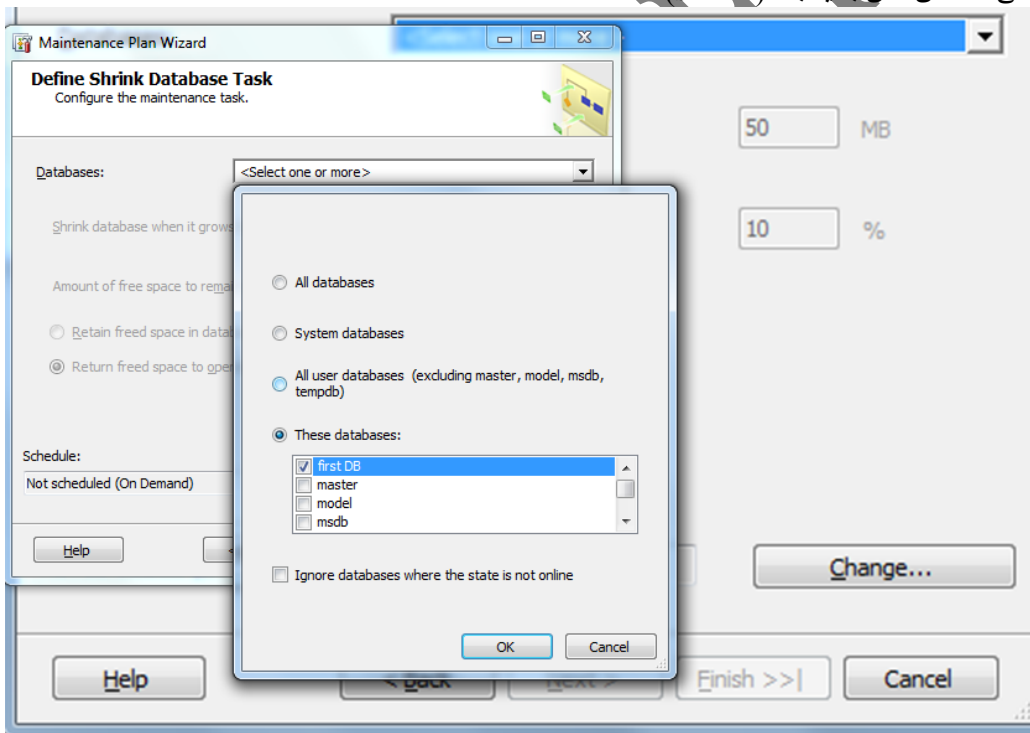 Maintenance Plan Wizard
Define Shrink Database Task
Configure the maintenance task.
50 MB
Databases: <Select one or more>
Shrink database when it grows
10 %
Amount of free space to rema
All databases
Retain freed space in datab
System databases
Return freed space to oper
All user databases (excluding master, model, msdb,
tempdb)
These databases:
Schedule:
first DB
Not scheduled (On Demand)
master
model
msdb
Help
<
Ignore databases where the state is not online
Change...
OK Cancel
Help < Back Next > Finish >>| Cancel